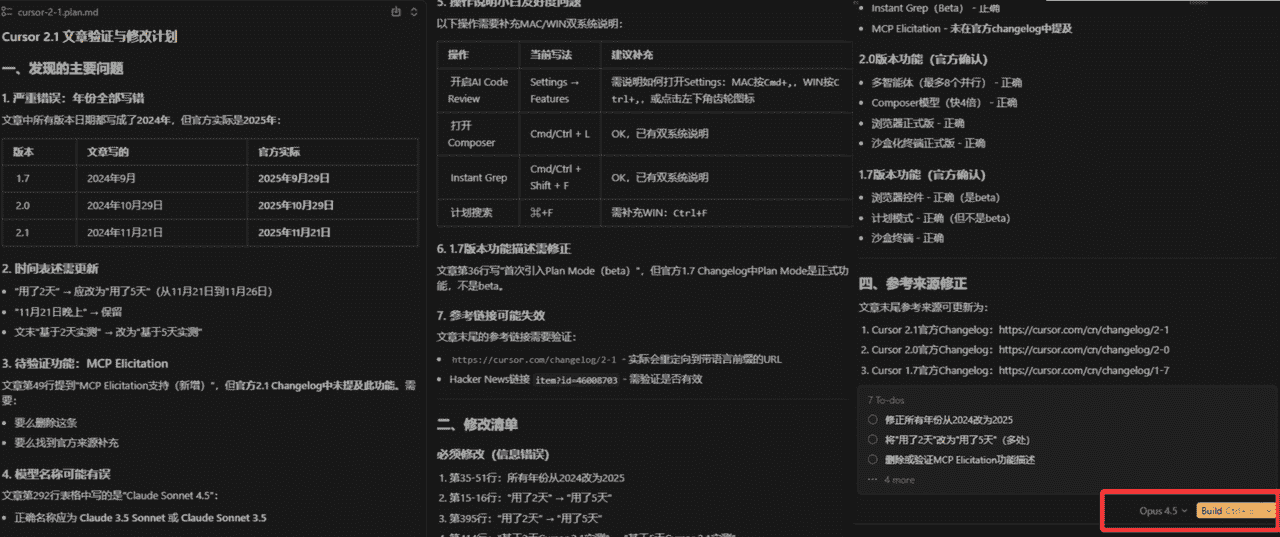 cursor-2-1.plan.md
Cursor 2.1 文章验证与修改计划
一、发现的主要问题
1. 严重错误：年份全部写错
文章中所有版本日期都写成了2024年，但官方实际是2025年：
版本 文章写的 官方实际
1.7 2024年9月 2025年9月29日
2.0 2024年10月29日 2025年10月29日
2.1 2024年11月21日 2025年11月21日
2. 时间表述需更新
"用了2天" → 应改为"用了5天"（从11月21日到11月26日）
"11月21日晚上" → 保留
文末"基于2天实测" → 改为"基于5天实测"
3. 待验证功能：MCP Elicitation
文章第49行提到"MCP Elicitation支持（新增）"，但官方2.1 Changelog中未提及此功能。需
要：
要么删除这条
要么找到官方来源补充
4. 模型名称可能有误
文章第292行表格中写的是"Claude Sonnet 4.5"：
正确名称应为 Claude 3.5 Sonnet 或 Claude Sonnet 3.5
5. 操作说明小白友好度问题
以下操作需要补充MAC/WIN双系统说明：
操作 当前写法 建议补充
开启AI Code
Review
Settings →
Features
需说明如何打开Settings：MAC按Cmd+,，WIN按C
trl+,，或点击左下角齿轮图标
打开
Composer
Cmd/Ctrl + L
OK，已有双系统说明
Instant Grep
Cmd/Ctrl +
Shift + F
OK，已有双系统说明
计划搜索 ⌘+F 需补充WIN：Ctrl+F
6. 1.7版本功能描述需修正
文章第36行写"首次引入Plan Mode（beta）"，但官方1.7 Changelog中Plan Mode是正式功
能，不是beta。
7. 参考链接可能失效
文章末尾的参考链接需要验证：
https://cursor.com/changelog/2-1 - 实际会重定向到带语言前缀的URL
Hacker News链接 item?id=46008703 - 需验证是否有效
二、修改清单
必须修改（信息错误）
1. 第35-51行：所有年份从2024改为2025
2. 第15-16行："用了2天" → "用了5天"
3. 第395行："用了2天" → "用了5天"
Instant Grep（Beta） - 正确
MCP Elicitation - 未在官方changelog中提及
2.0版本功能（官方确认）
多智能体（最多8个并行） - 正确
Composer模型（快4倍） - 正确
浏览器正式版 - 正确
沙盒化终端正式版 - 正确
1.7版本功能（官方确认）
浏览器控件 - 正确（是beta）
计划模式 - 正确（但不是beta）
沙盒终端 - 正确
四、参考来源修正
文章末尾参考来源可更新为：
1. Cursor 2.1官方Changelog：https://cursor.com/cn/changelog/2-1
2. Cursor 2.0官方Changelog：https://cursor.com/cn/changelog/2-0
3. Cursor 1.7官方Changelog：https://cursor.com/cn/changelog/1-7
7 To-dos
修正所有年份从2024改为2025
将"用了2天"改为"用了5天"（多处）
删除或验证MCP Elicitation功能描述
4 more
Opus 4.5 Build